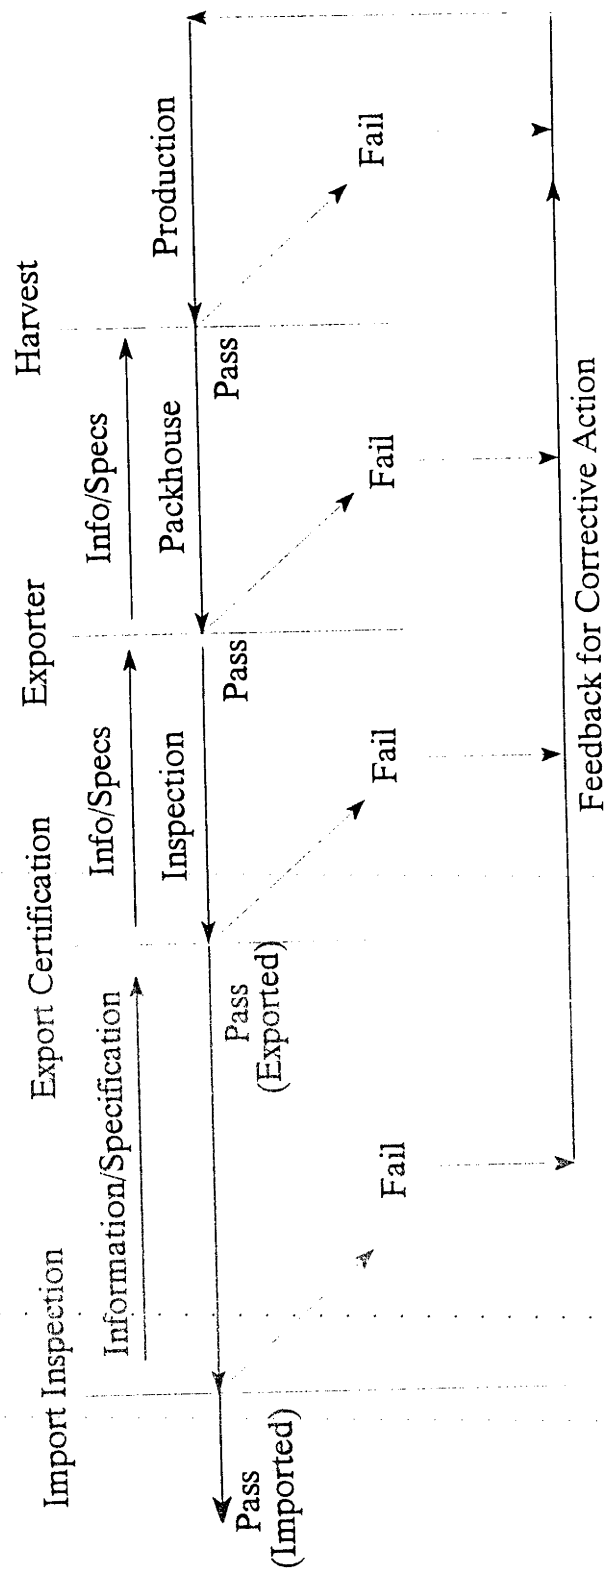 Import Inspection
Export Certification
Exporter
Harvest
Information/Specification
Info/Specs
Info/Specs
Inspection
Packhouse
Production
Pass
(Imported)
Pass
(Exported)
Pass
Pass
Fail
Fail
Fail
Fail
Feedback for Corrective Action